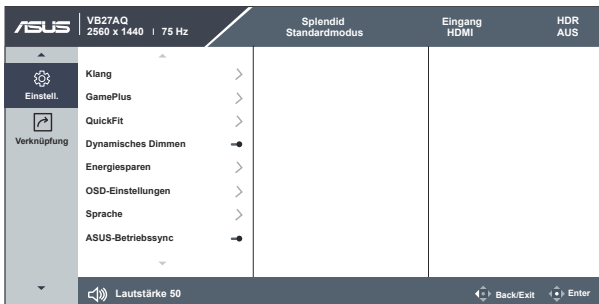 ASUS
VB27AQ
2560 x 1440 | 75 Hz
Splendid
Standardmodus
Eingang
HDMI
HDR
AUS
Einstell.
Verknüpfung
Klang
GamePlus
QuickFit
Dynamisches Dimmen
Energiesparen
OSD-Einstellungen
Sprache
ASUS-Betriebssync
Lautstärke 50
Back/Exit
Enter